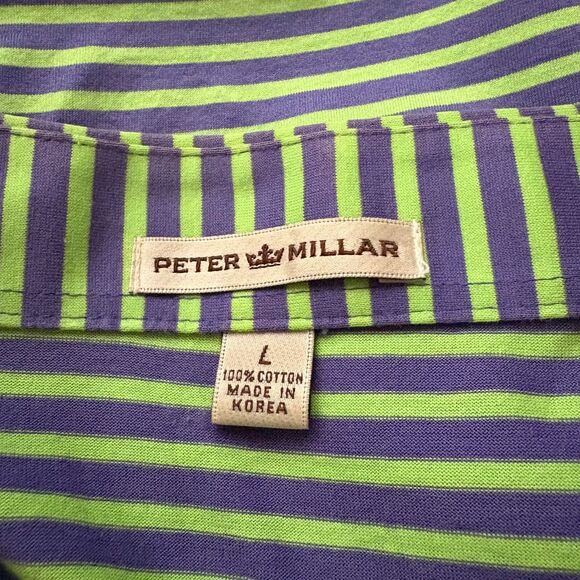 PETER MILLAR
L
100% COTTON
MADE IN
KOREA